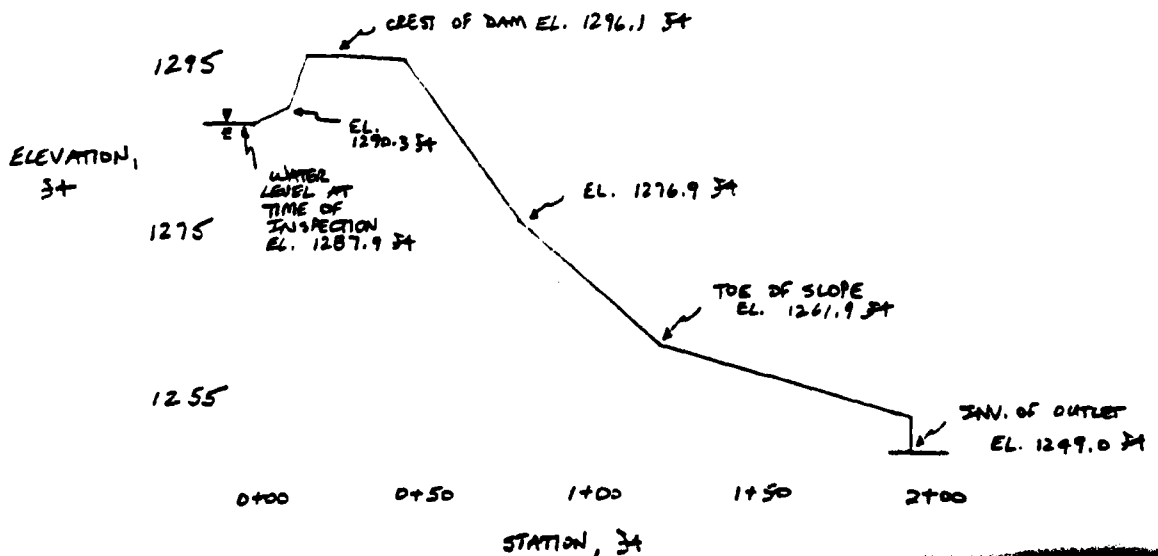 CREST OF DAM EL. 1296.1 ft
1295
EL.
1290.3 ft
ELEVATION,
ft
WATER
LEVEL AT
TIME OF
INSPECTION
EL. 1287.9 ft
EL. 1276.9 ft
1275
TOE OF SLOPE
EL. 1261.9 ft
1255
INV. OF OUTLET
EL. 1249.0 ft
0+00 0+50 1+00 1+50 2+00
STATION, ft